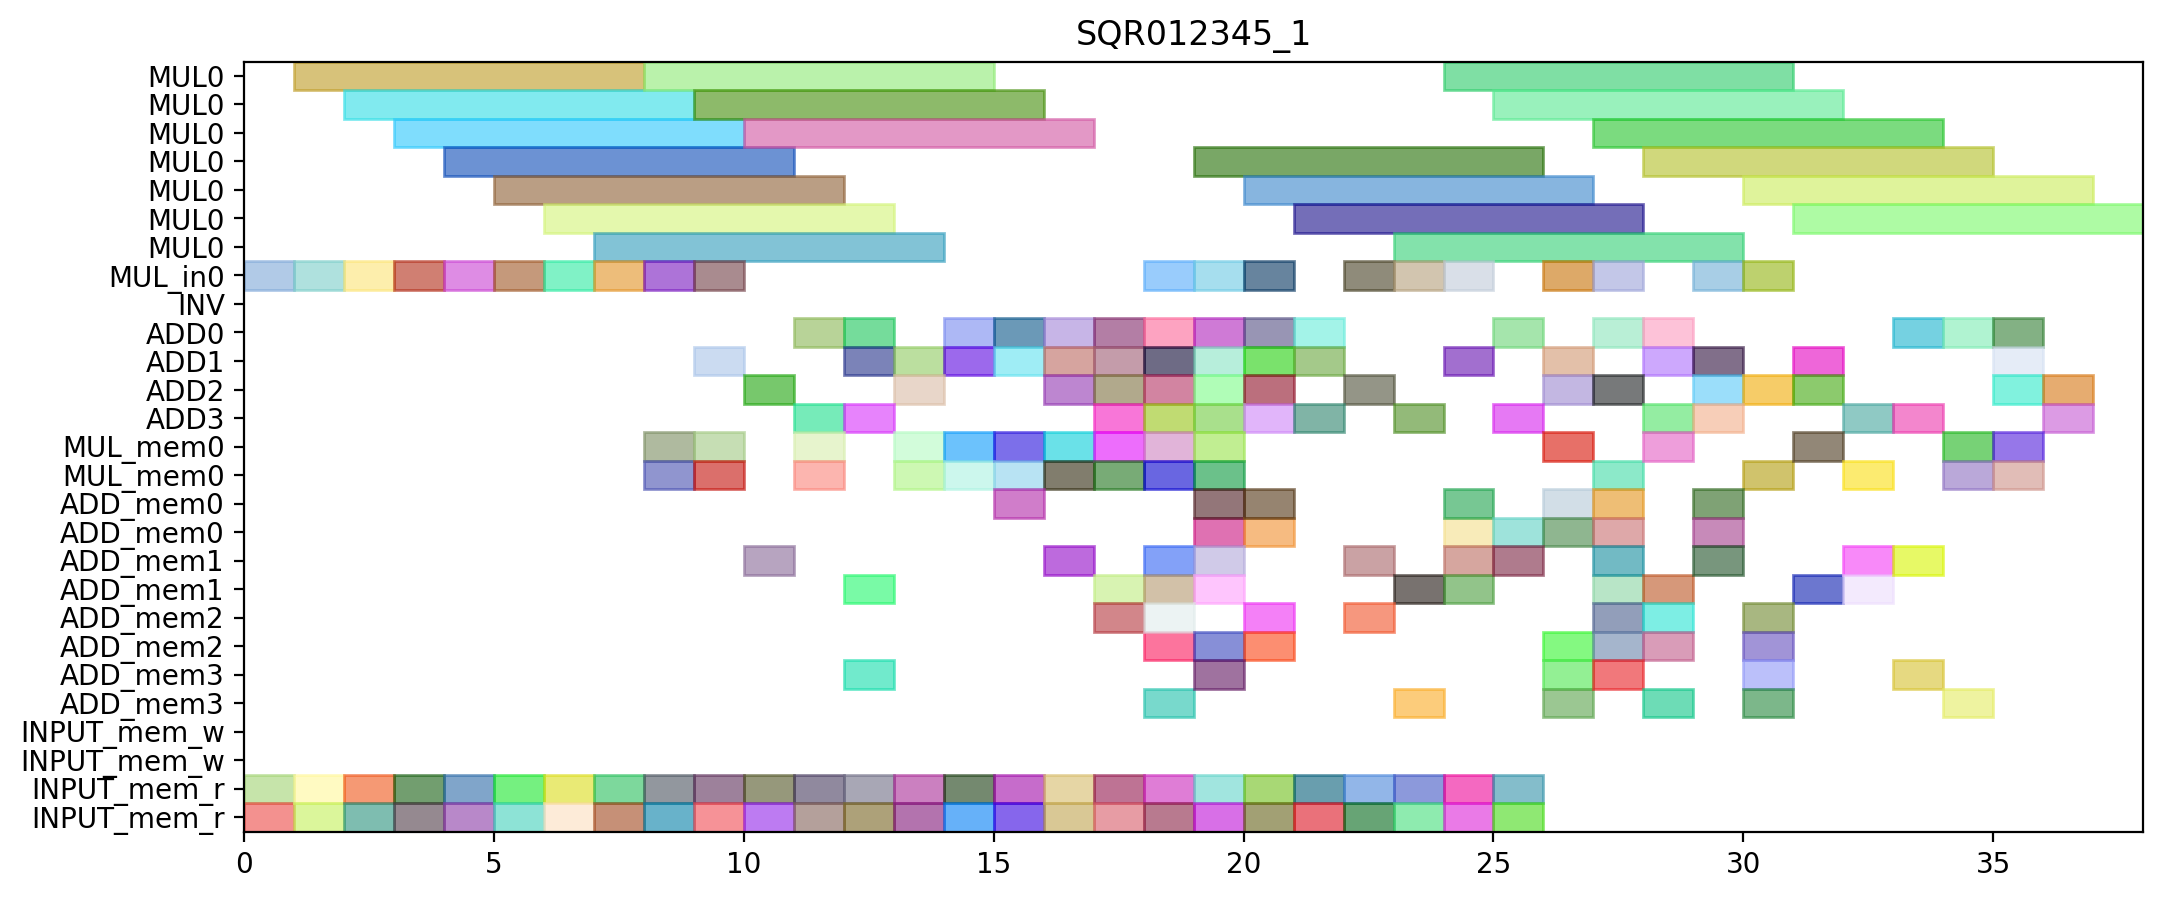 SQR012345_1
MUL0
MUL0
MUL0
MUL0
MUL0
MUL0
MUL0
MUL_in0
INV
ADD0
ADD1
ADD2
ADD3
MUL_mem0
MUL_mem0
ADD_mem0
ADD_mem0
ADD_mem1
ADD_mem1
ADD_mem2
ADD_mem2
ADD_mem3
ADD_mem3
INPUT_mem_w
INPUT_mem_w
INPUT_mem_r
INPUT_mem_r
0 5 10 15 20 25 30 35